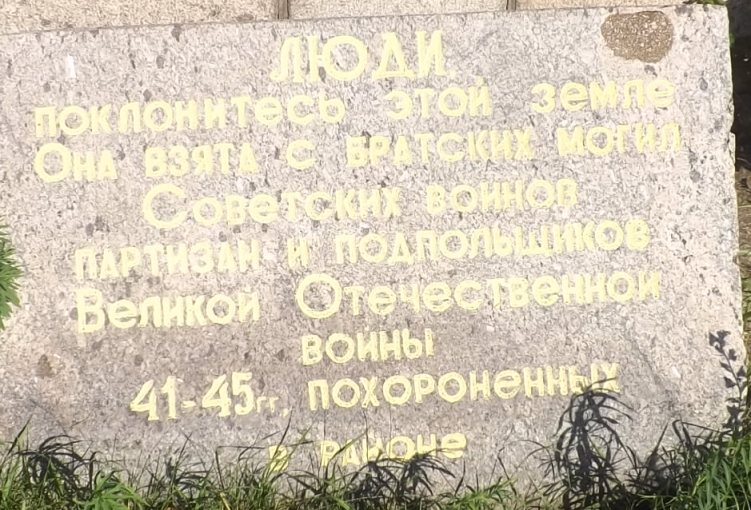 ЛЮДИ,
поклонитесь этой земле
Она взята с братских могил
Советских воинов
партизан и подпольщиков
Великой Отечественной
войны
41-45гг. похороненных
в районе